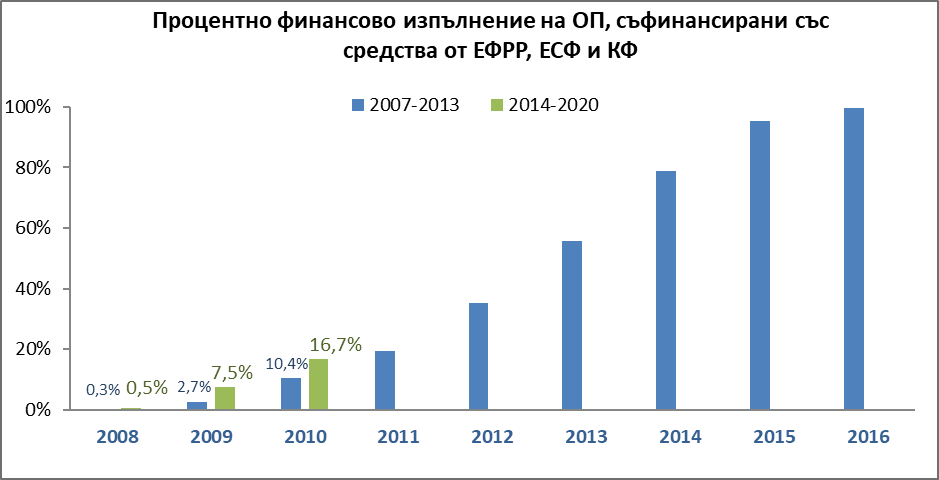 Процентно финансово изпълнение на ОП, съфинансирани със
средства от ЕФРР, ЕСФ и КФ
2007-2013 2014-2020
100%
80%
60%
40%
20%
0%
0,3% 0,5% 2,7% 7,5% 10,4% 16,7%
2008 2009 2010 2011 2012 2013 2014 2015 2016